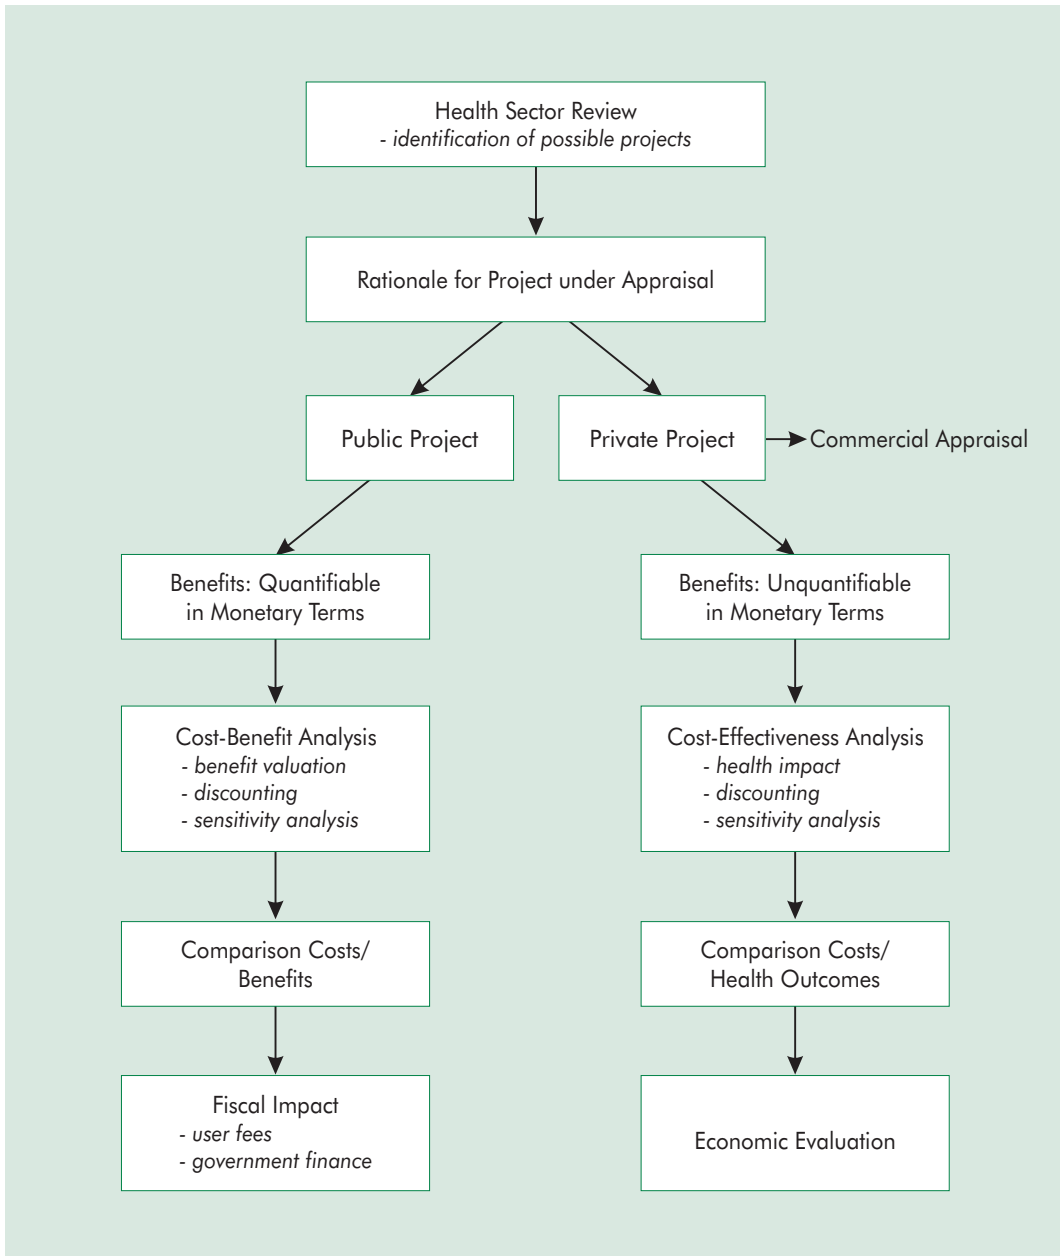 Health Sector Review
- identification of possible projects
Rationale for Project under Appraisal
Public Project
Private Project
Commercial Appraisal
Benefits: Quantifiable
in Monetary Terms
Benefits: Unquantifiable
in Monetary Terms
Cost-Benefit Analysis
- benefit valuation
- discounting
- sensitivity analysis
Cost-Effectiveness Analysis
- health impact
- discounting
- sensitivity analysis
Comparison Costs/
Benefits
Comparison Costs/
Health Outcomes
Fiscal Impact
- user fees
- government finance
Economic Evaluation